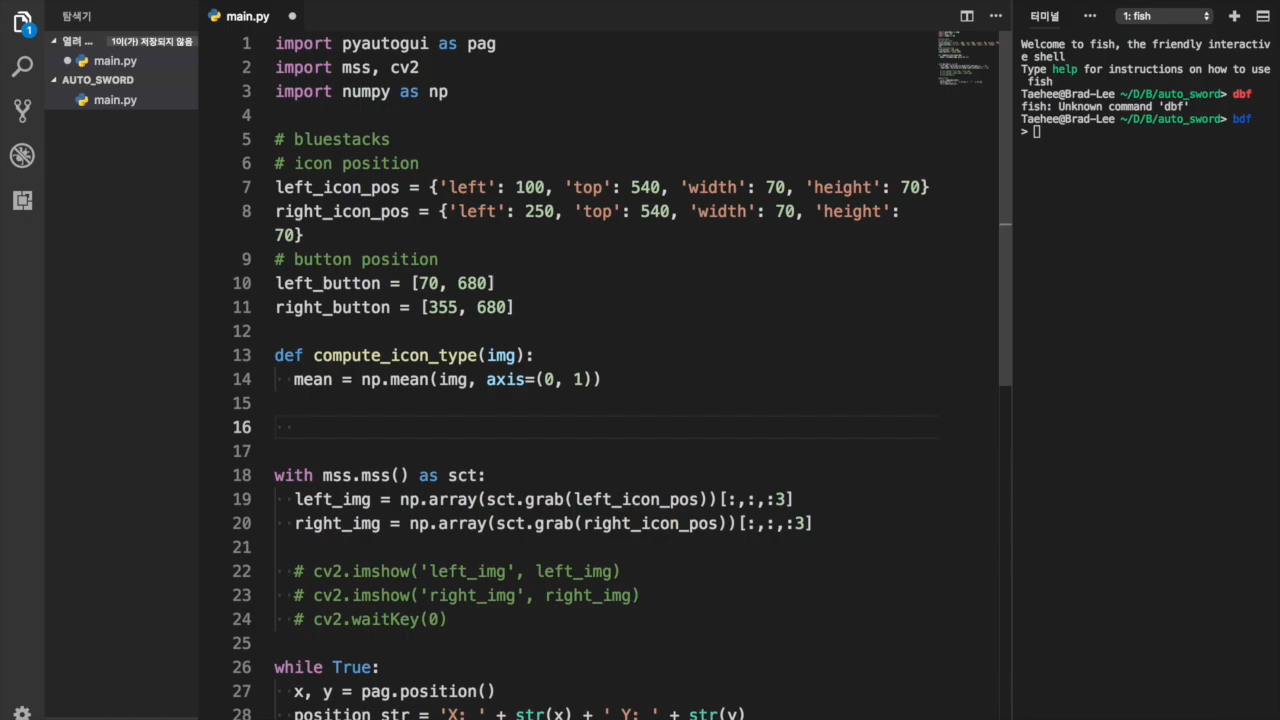 탐색기
열려 ... 1이(가) 저장되지 않음
main.py
AUTO_SWORD
main.py
main.py
1 import pyautogui as pag
2 import mss, cv2
3 import numpy as np
4
5 # bluestacks
6 # icon position
7 left_icon_pos = {'left': 100, 'top': 540, 'width': 70, 'height': 70}
8 right_icon_pos = {'left': 250, 'top': 540, 'width': 70, 'height':
70}
9 # button position
10 left_button = [70, 680]
11 right_button = [355, 680]
12
13 def compute_icon_type(img):
14 mean = np.mean(img, axis=(0, 1))
15
16
17
18 with mss.mss() as sct:
19 left_img = np.array(sct.grab(left_icon_pos))[:,:,:3]
20 right_img = np.array(sct.grab(right_icon_pos))[:,:,:3]
21
22 # cv2.imshow('left_img', left_img)
23 # cv2.imshow('right_img', right_img)
24 # cv2.waitKey(0)
25
26 while True:
27 x, y = pag.position()
28 position_str = 'X: ' + str(x) + ' Y: ' + str(y)
터미널 ... 1: fish
Welcome to fish, the friendly interactiv
e shell
Type help for instructions on how to use
fish
Taehee@Brad-Lee ~/D/B/auto_sword> dbf
fish: Unknown command 'dbf'
Taehee@Brad-Lee ~/D/B/auto_sword> bdf
>